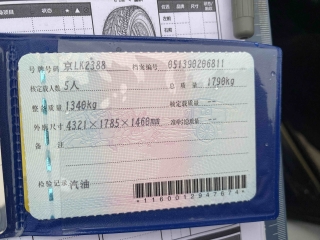 号牌号码 京LK2388 档案编号 051398206811
核定载人数 5人 总质量 1790kg
整备质量 1340kg 核定载质量 --
外廓尺寸 4321×1785×1460mm 准牵引总质量 --
备注
检验记录 汽油
*1160012947674*